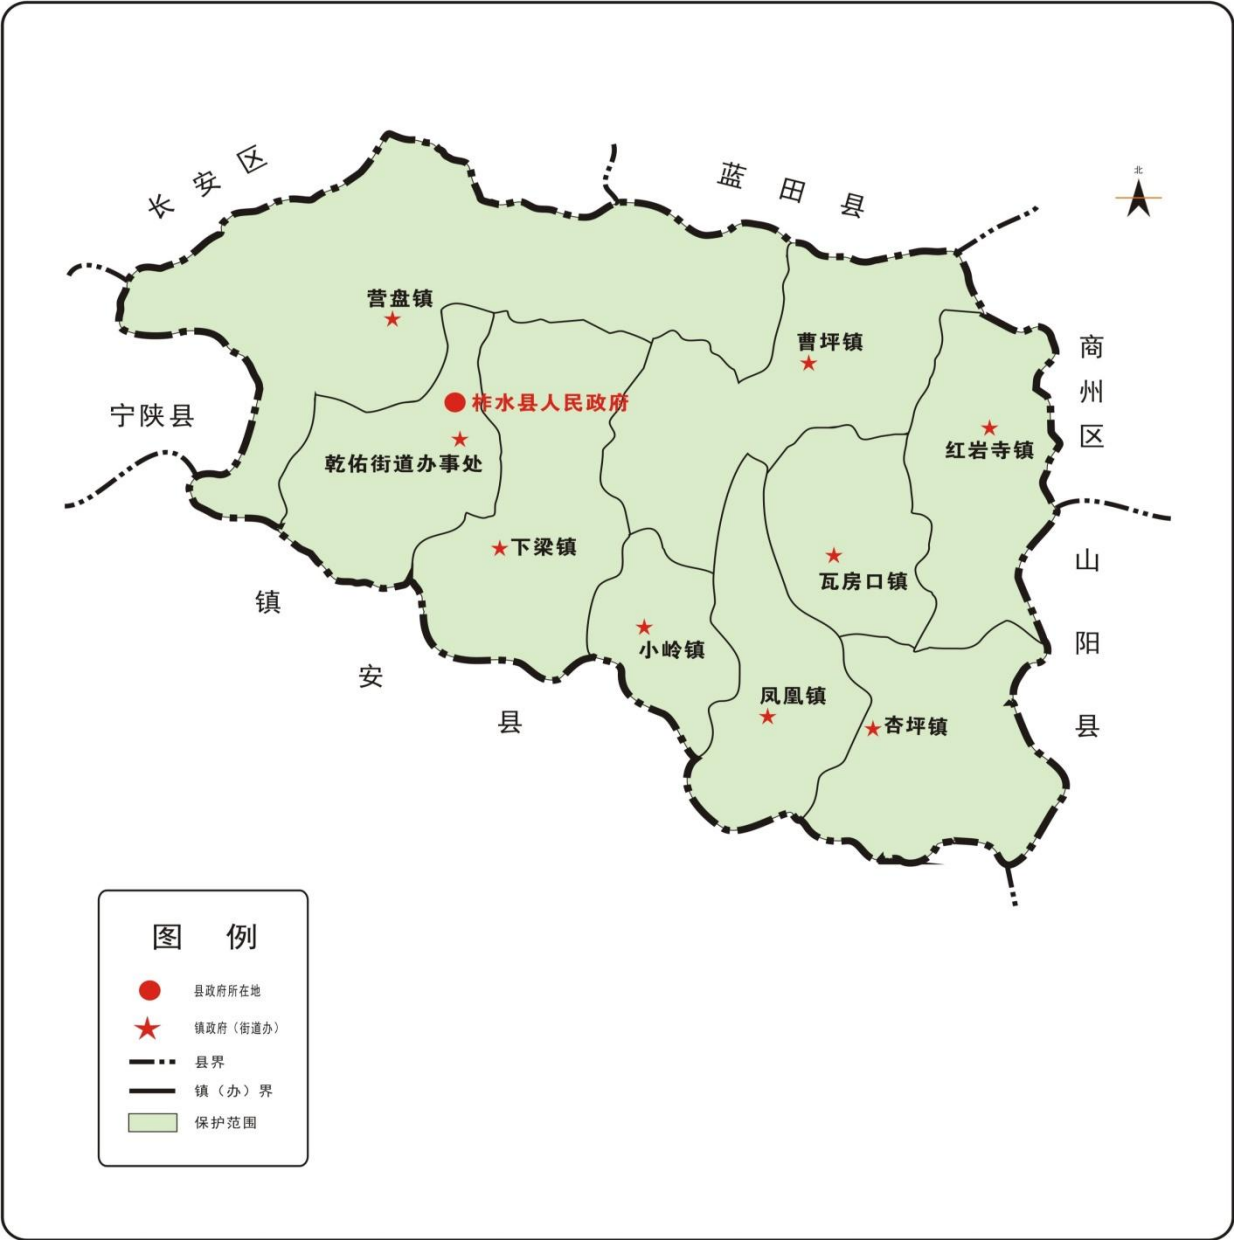 长安区
蓝田县
北
营盘镇
曹坪镇
商州区
宁陕县
柞水县人民政府
红岩寺镇
乾佑街道办事处
下梁镇
瓦房口镇
山阳县
镇安县
小岭镇
凤凰镇
杏坪镇
图 例
县政府所在地
镇政府（街道办）
县界
镇（办）界
保护范围